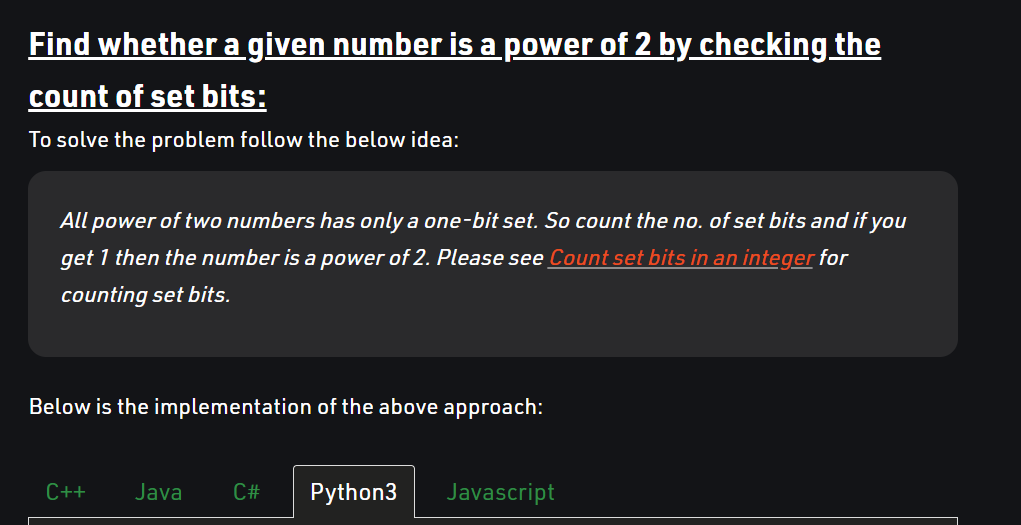 Find whether a given number is a power of 2 by checking the
count of set bits:
To solve the problem follow the below idea:
All power of two numbers has only a one-bit set. So count the no. of set bits and if you
get 1 then the number is a power of 2. Please see Count set bits in an integer for
counting set bits.
Below is the implementation of the above approach:
C++ Java C# Python3 Javascript